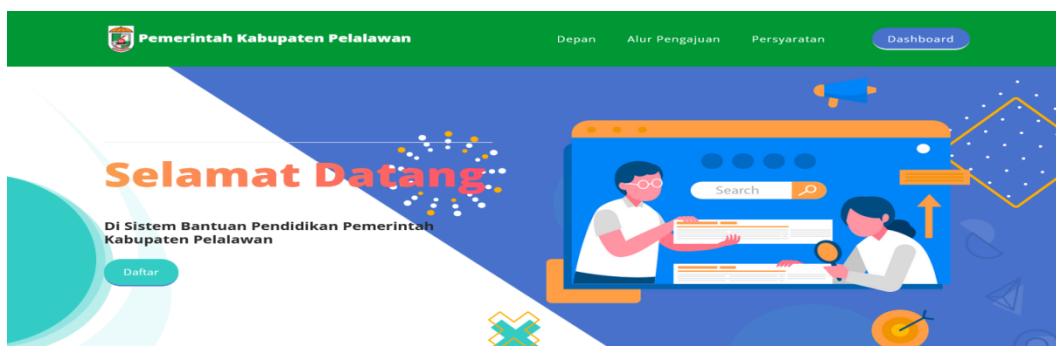 Pemerintah Kabupaten Pelalawan
Depan
Alur Pengajuan
Persyaratan
Dashboard
Selamat Datang
Di Sistem Bantuan Pendidikan Pemerintah
Kabupaten Pelalawan
Daftar
Search